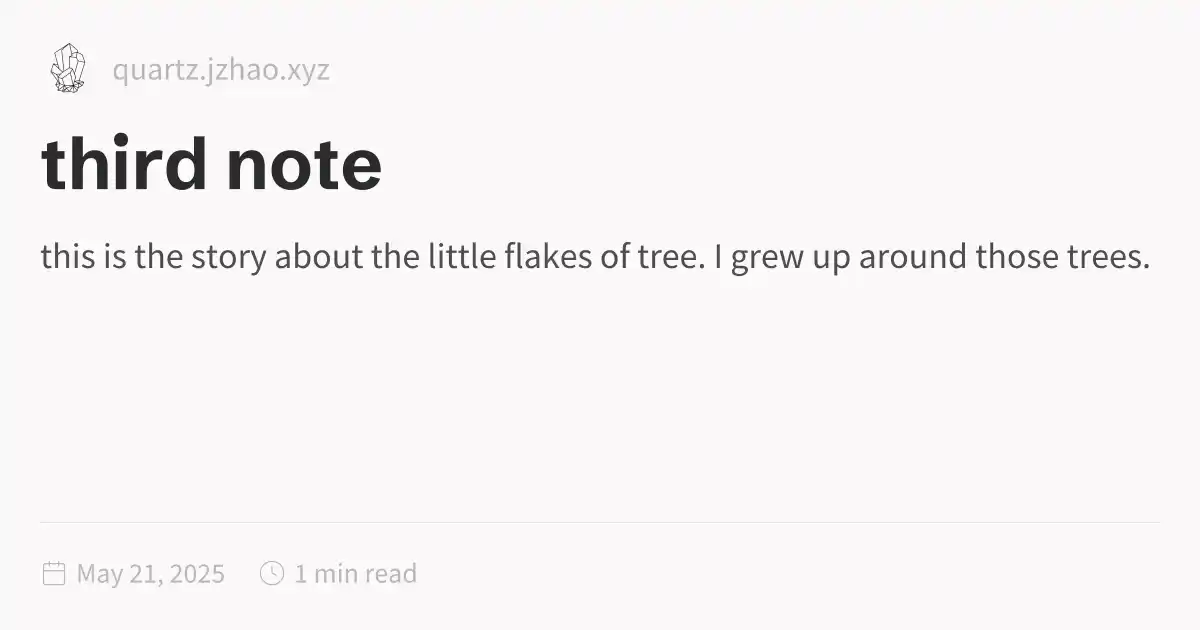 quartz.jzhao.xyz
third note
this is the story about the little flakes of tree. I grew up around those trees.
May 21, 2025 1 min read